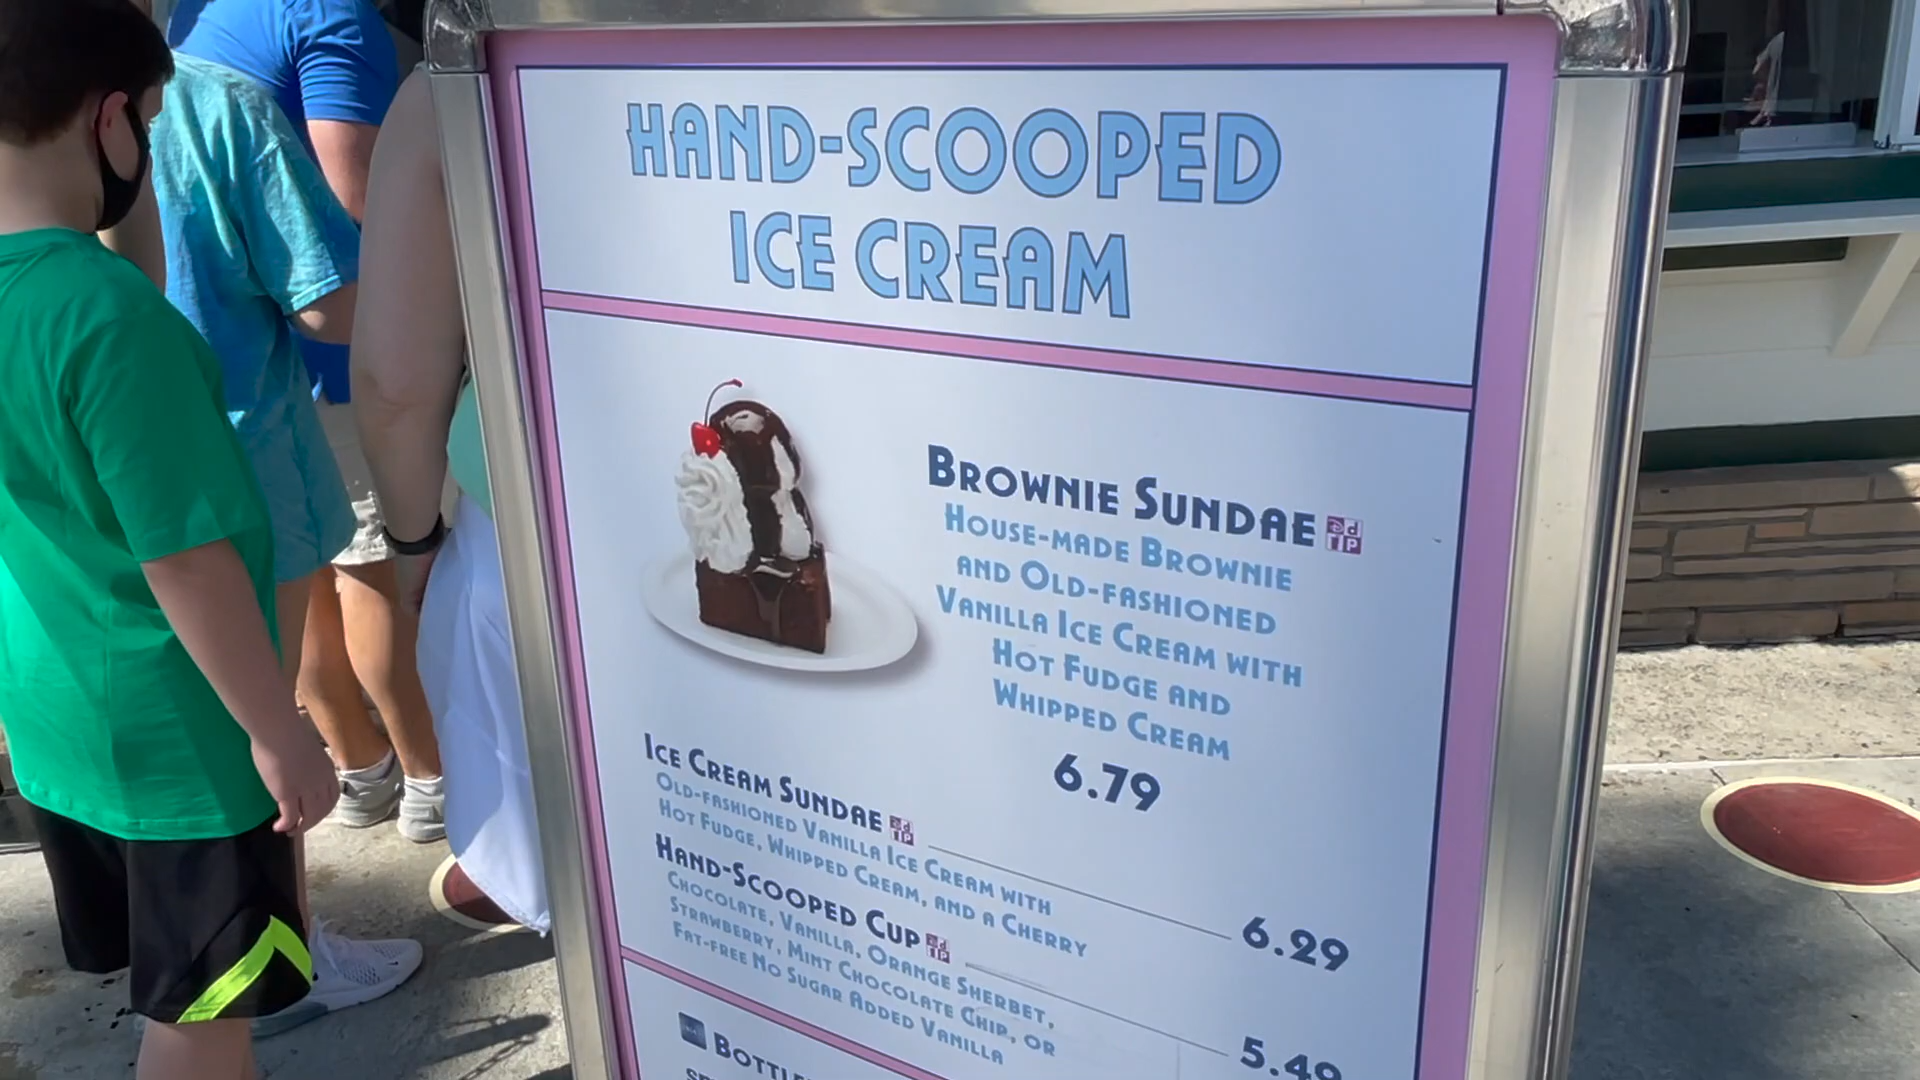 HAND-SCOOPED
ICE CREAM
BROWNIE SUNDAE
HOUSE-MADE BROWNIE
AND OLD-FASHIONED
VANILLA ICE CREAM WITH
HOT FUDGE AND
WHIPPED CREAM
6.79
ICE CREAM SUNDAE
OLD-FASHIONED VANILLA ICE CREAM WITH
HOT FUDGE, WHIPPED CREAM, AND A CHERRY
6.29
HAND-SCOOPED CUP
CHOCOLATE, VANILLA, ORANGE SHERBET,
STRAWBERRY, MINT CHOCOLATE CHIP, OR
FAT-FREE NO SUGAR ADDED VANILLA
5.49